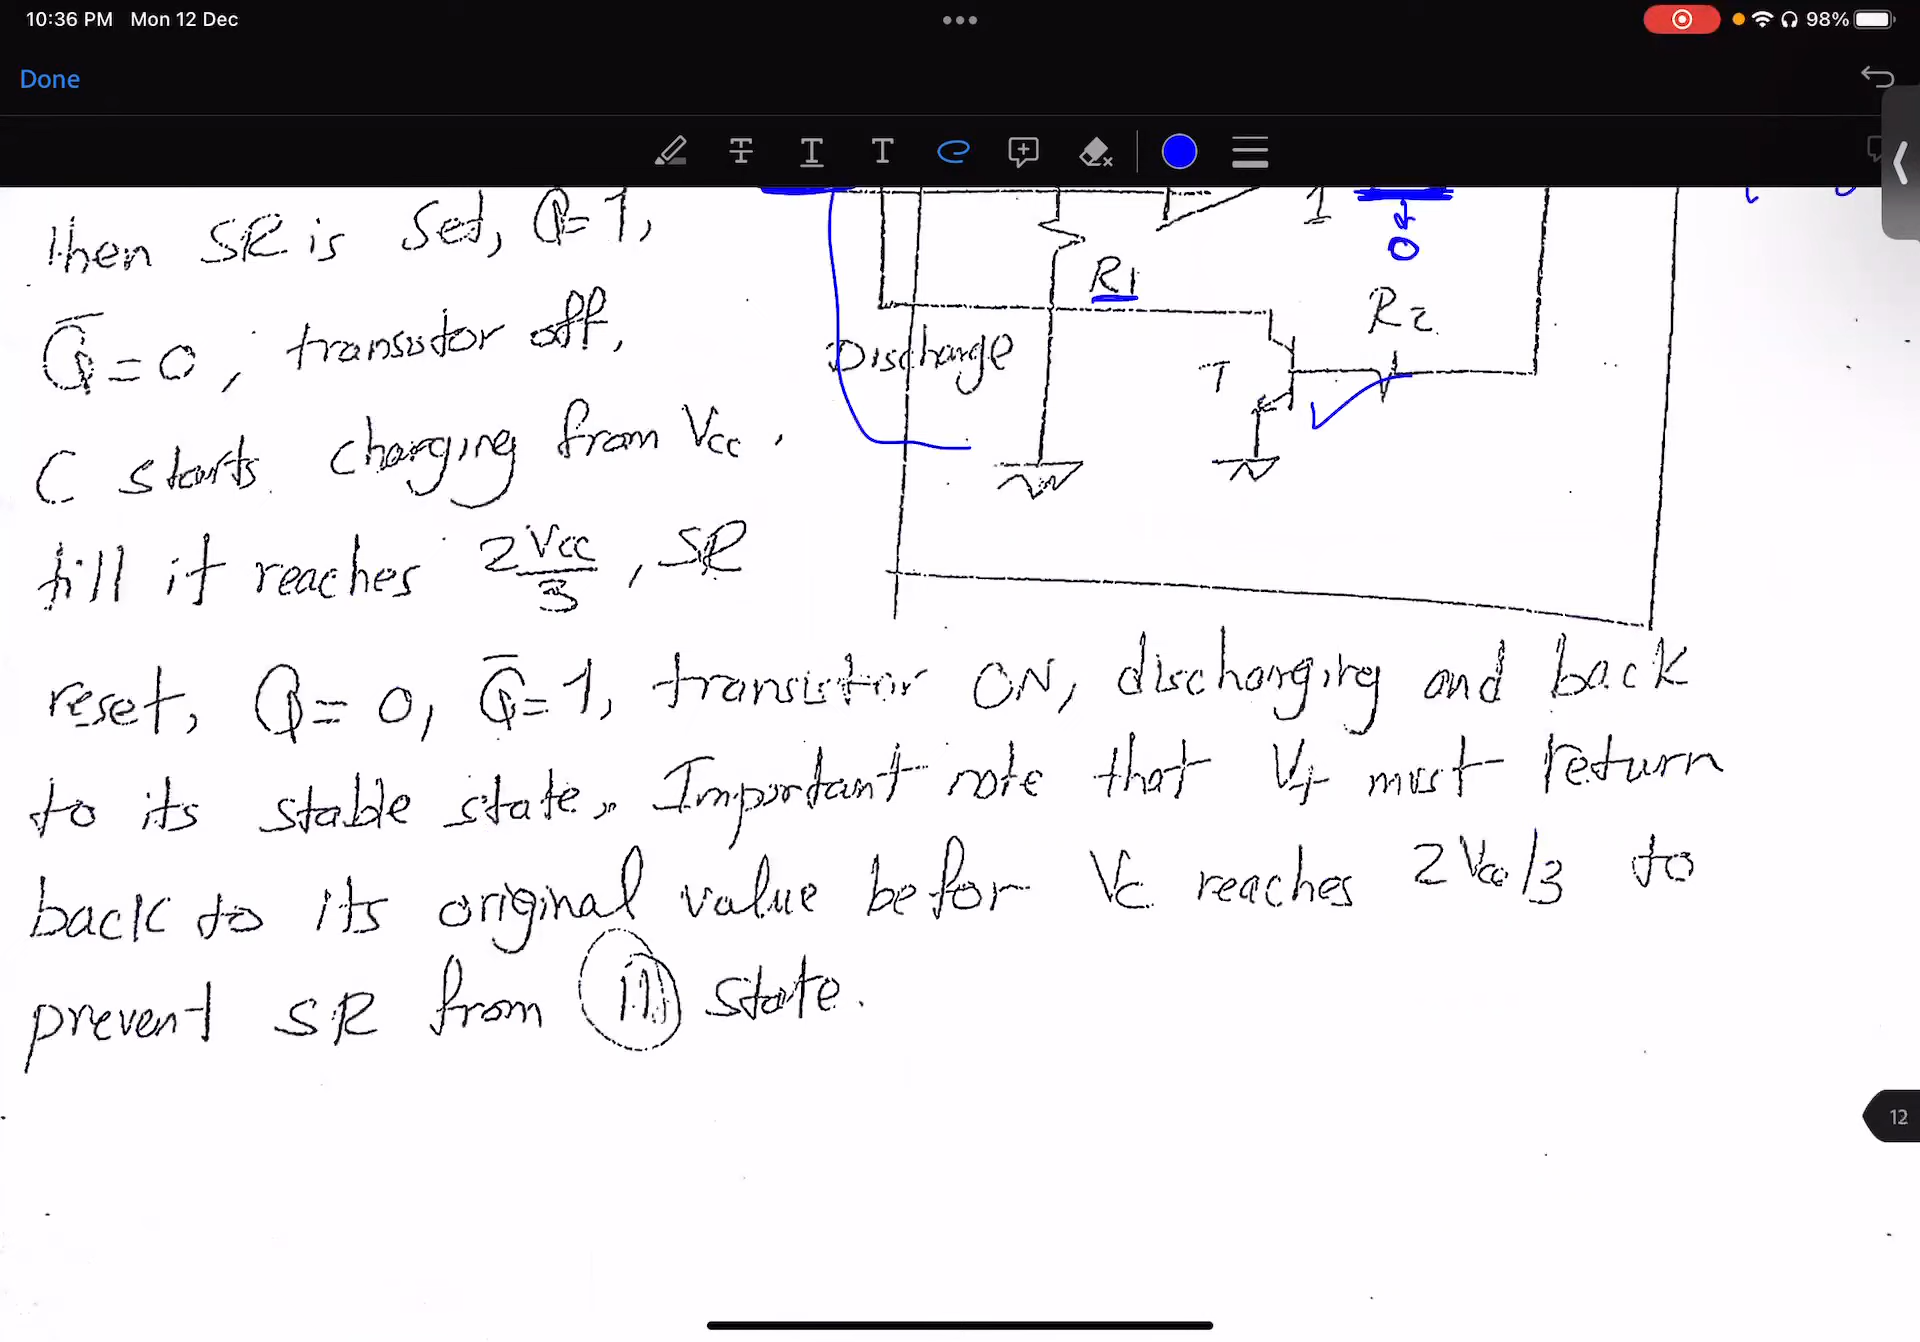 10:36 PM Mon 12 Dec
98%
Done
then SR is Set, Q=1,
Q̅=0, transistor off,
C starts charging from Vcc.
till it reaches 2Vcc/3, SR
reset, Q=0, Q̅=1, transistor ON, discharging and back
to its stable state. Important note that Vt must return
back to its original value befor Vc reaches 2Vcc/3 to
prevent SR from 11 state.
1
0
R1
R2
Discharge
T
12